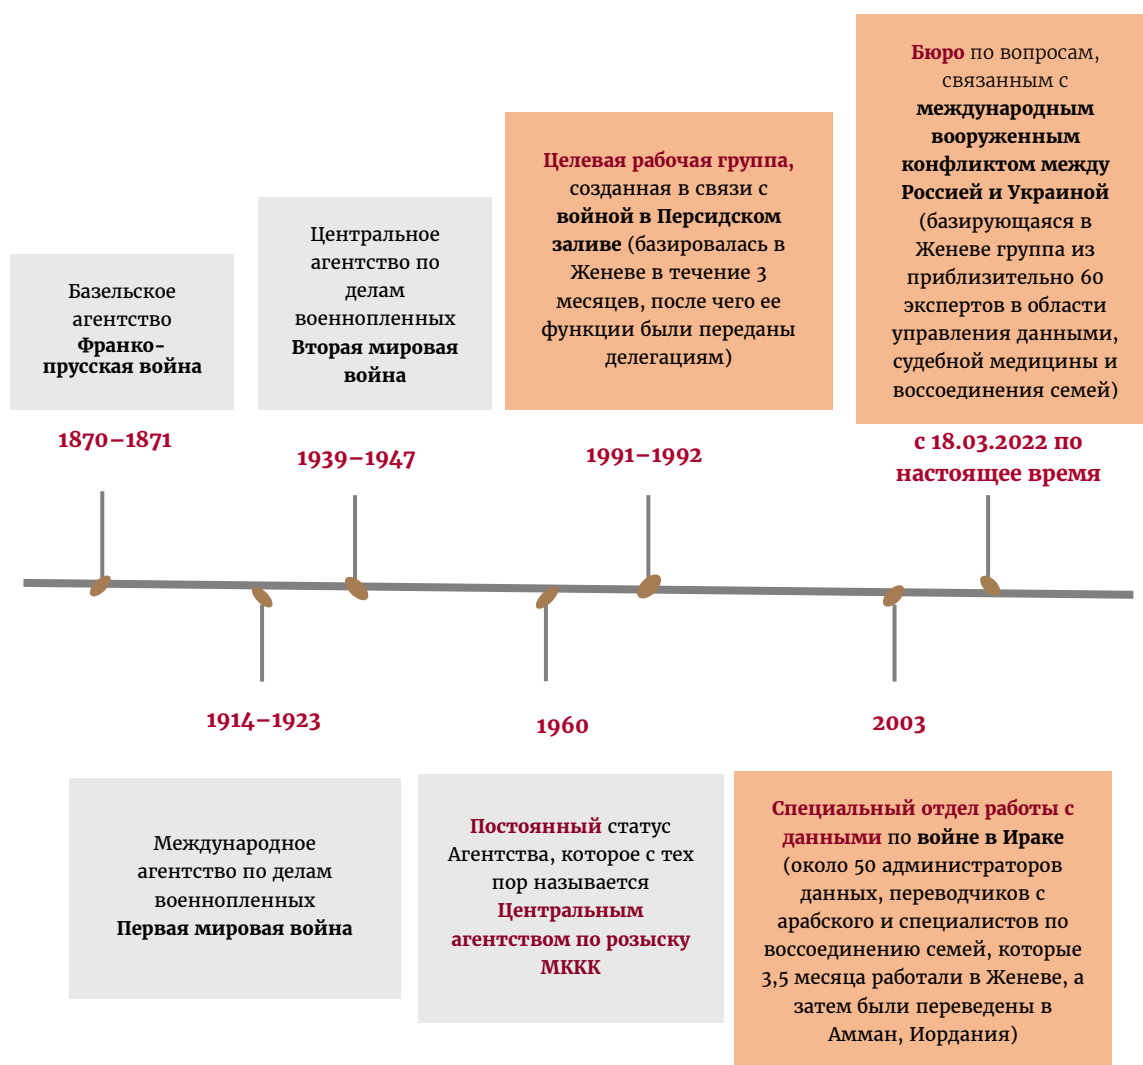 Базельское
агентство
Франко-
прусская война
1870–1871
Центральное
агентство по
делам
военнопленных
Вторая мировая
война
1939–1947
Целевая рабочая группа,
созданная в связи с
войной в Персидском
заливе (базировалась в
Женеве в течение 3
месяцев, после чего ее
функции были переданы
делегациям)
1991–1992
Бюро по вопросам,
связанным с
международным
вооруженным
конфликтом между
Россией и Украиной
(базирующаяся в
Женеве группа из
приблизительно 60
экспертов в области
управления данными,
судебной медицины и
воссоединения семей)
с 18.03.2022 по
настоящее время
1914–1923
Международное
агентство по делам
военнопленных
Первая мировая война
1960
Постоянный статус
Агентства, которое с тех
пор называется
Центральным
агентством по розыску
МККК
2003
Специальный отдел работы с
данными по войне в Ираке
(около 50 администраторов
данных, переводчиков с
арабского и специалистов по
воссоединению семей, которые
3,5 месяца работали в Женеве, а
затем были переведены в
Амман, Иордания)